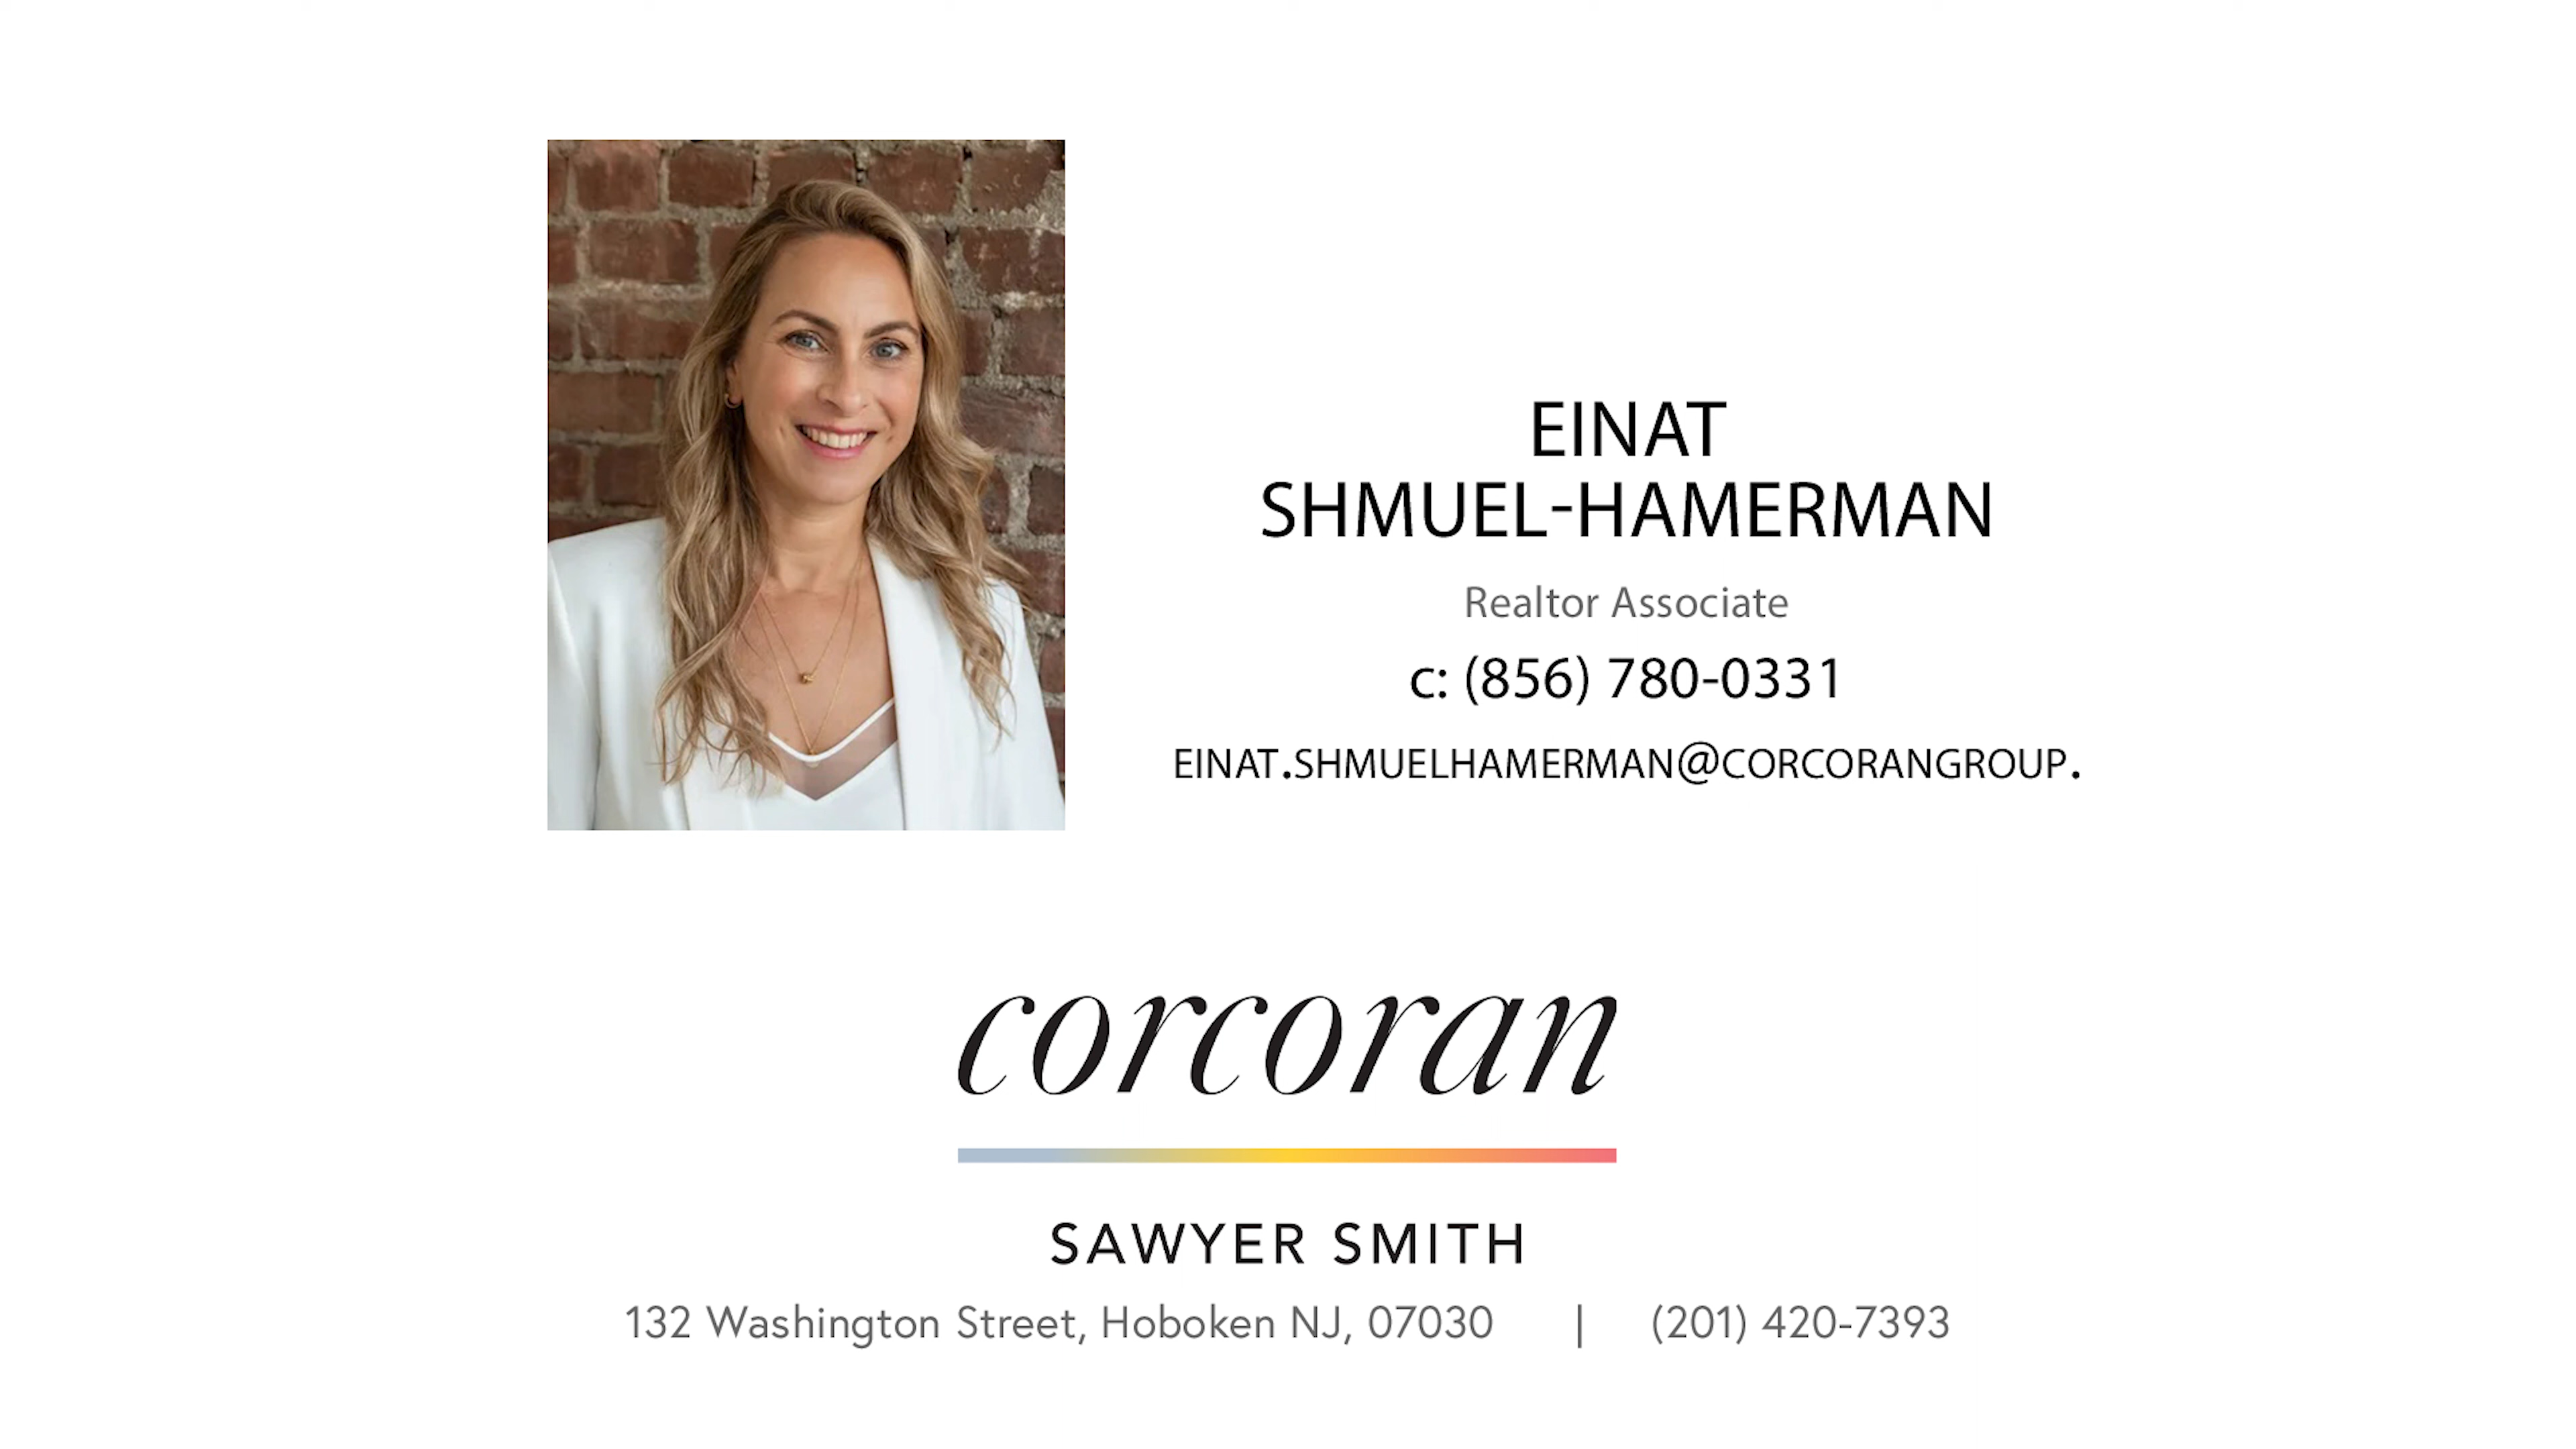 EINAT
SHMUEL-HAMERMAN
Realtor Associate
c: (856) 780-0331
EINAT.SHMUELHAMERMAN@CORCORANGROUP.
corcoran
SAWYER SMITH
132 Washington Street, Hoboken NJ, 07030 | (201) 420-7393